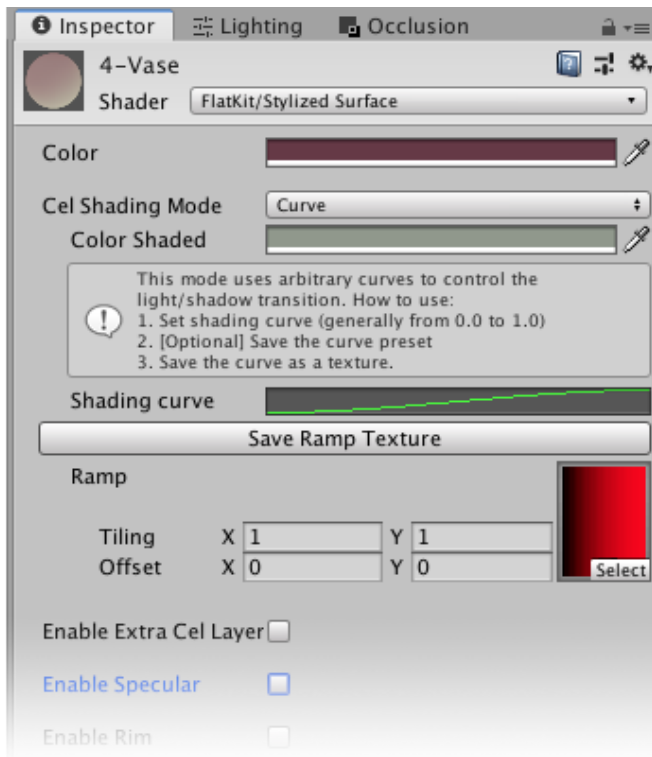 Inspector Lighting Occlusion
4-Vase
Shader FlatKit/Stylized Surface
Color
Cel Shading Mode Curve
Color Shaded
This mode uses arbitrary curves to control the
light/shadow transition. How to use:
1. Set shading curve (generally from 0.0 to 1.0)
2. [Optional] Save the curve preset
3. Save the curve as a texture.
Shading curve
Save Ramp Texture
Ramp
Tiling X 1 Y 1
Offset X 0 Y 0
Select
Enable Extra Cel Layer
Enable Specular
Enable Rim